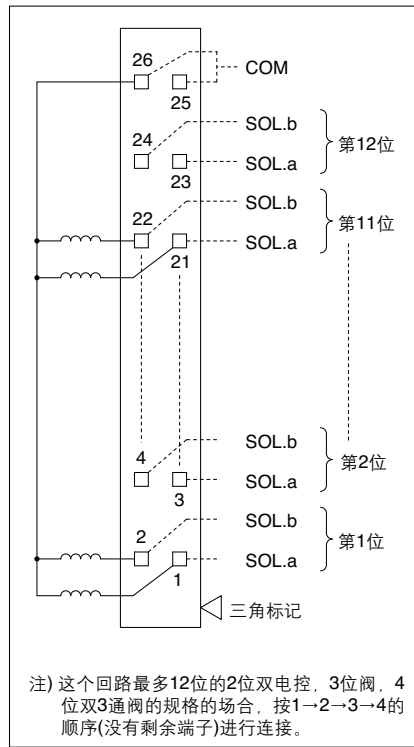 26
COM
25
24
SOL.b
第12位
SOL.a
23
22
SOL.b
第11位
SOL.a
21
4
SOL.b
第2位
SOL.a
3
2
SOL.b
第1位
SOL.a
1
三角标记
注) 这个回路最多12位的2位双电控，3位阀，4
位双3通阀的规格的场合，按1→2→3→4的
顺序(没有剩余端子)进行连接。